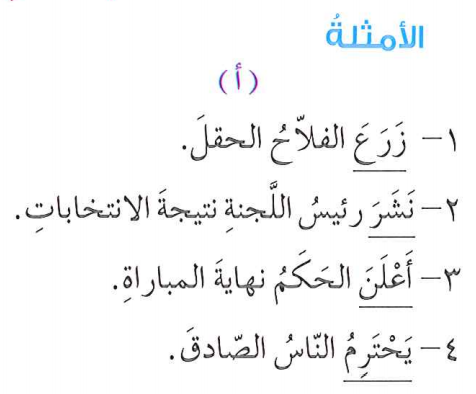 الأمثلةُ
(أ)
١- زَرَعَ الفلاّحُ الحقلَ.
٢- نَشَرَ رئيسُ اللَّجنةِ نتيجةَ الانتخاباتِ.
٣- أَعْلَنَ الحَكَمُ نهايةَ المباراةِ.
٤- يَحْتَرِمُ النّاسُ الصّادقَ.